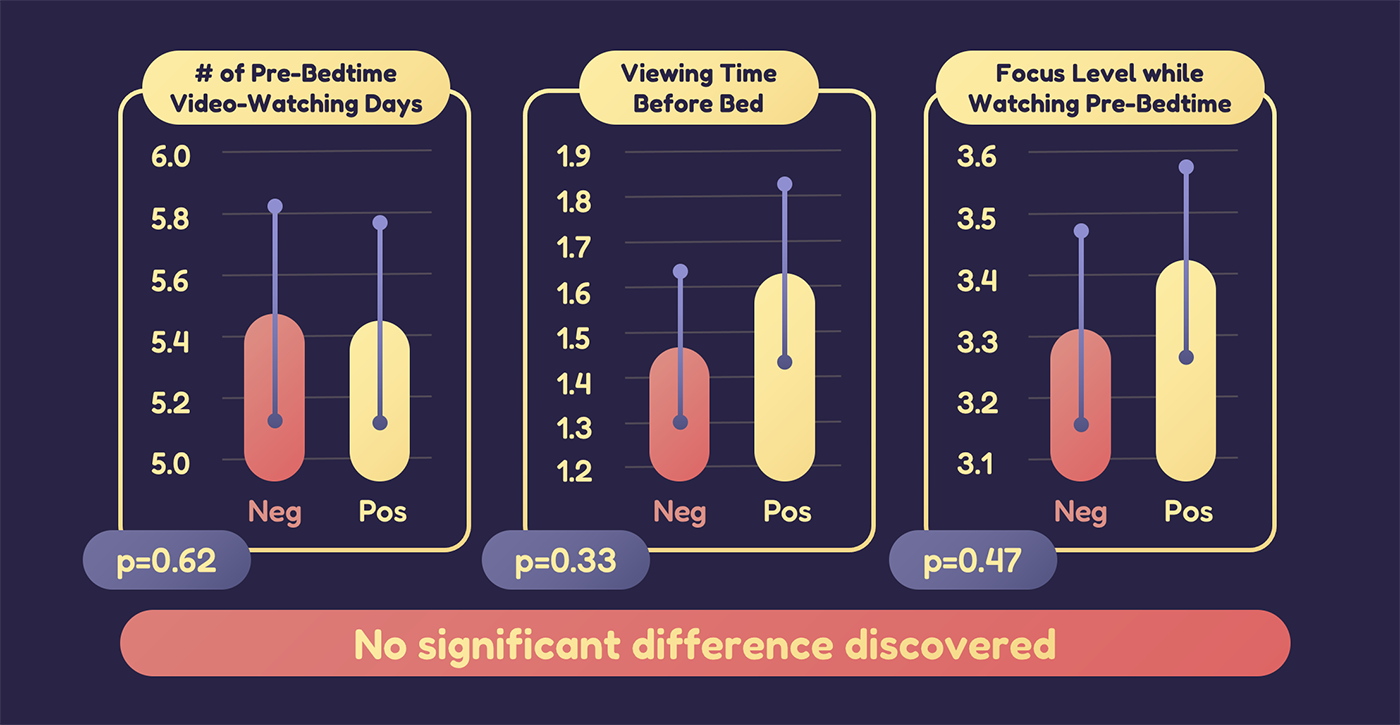 # of Pre-Bedtime
Video-Watching Days
6.0
5.8
5.6
5.4
5.2
5.0
Neg Pos
p=0.62
Viewing Time
Before Bed
1.9
1.8
1.7
1.6
1.5
1.4
1.3
1.2
Neg Pos
p=0.33
Focus Level while
Watching Pre-Bedtime
3.6
3.5
3.4
3.3
3.2
3.1
Neg Pos
p=0.47
No significant difference discovered